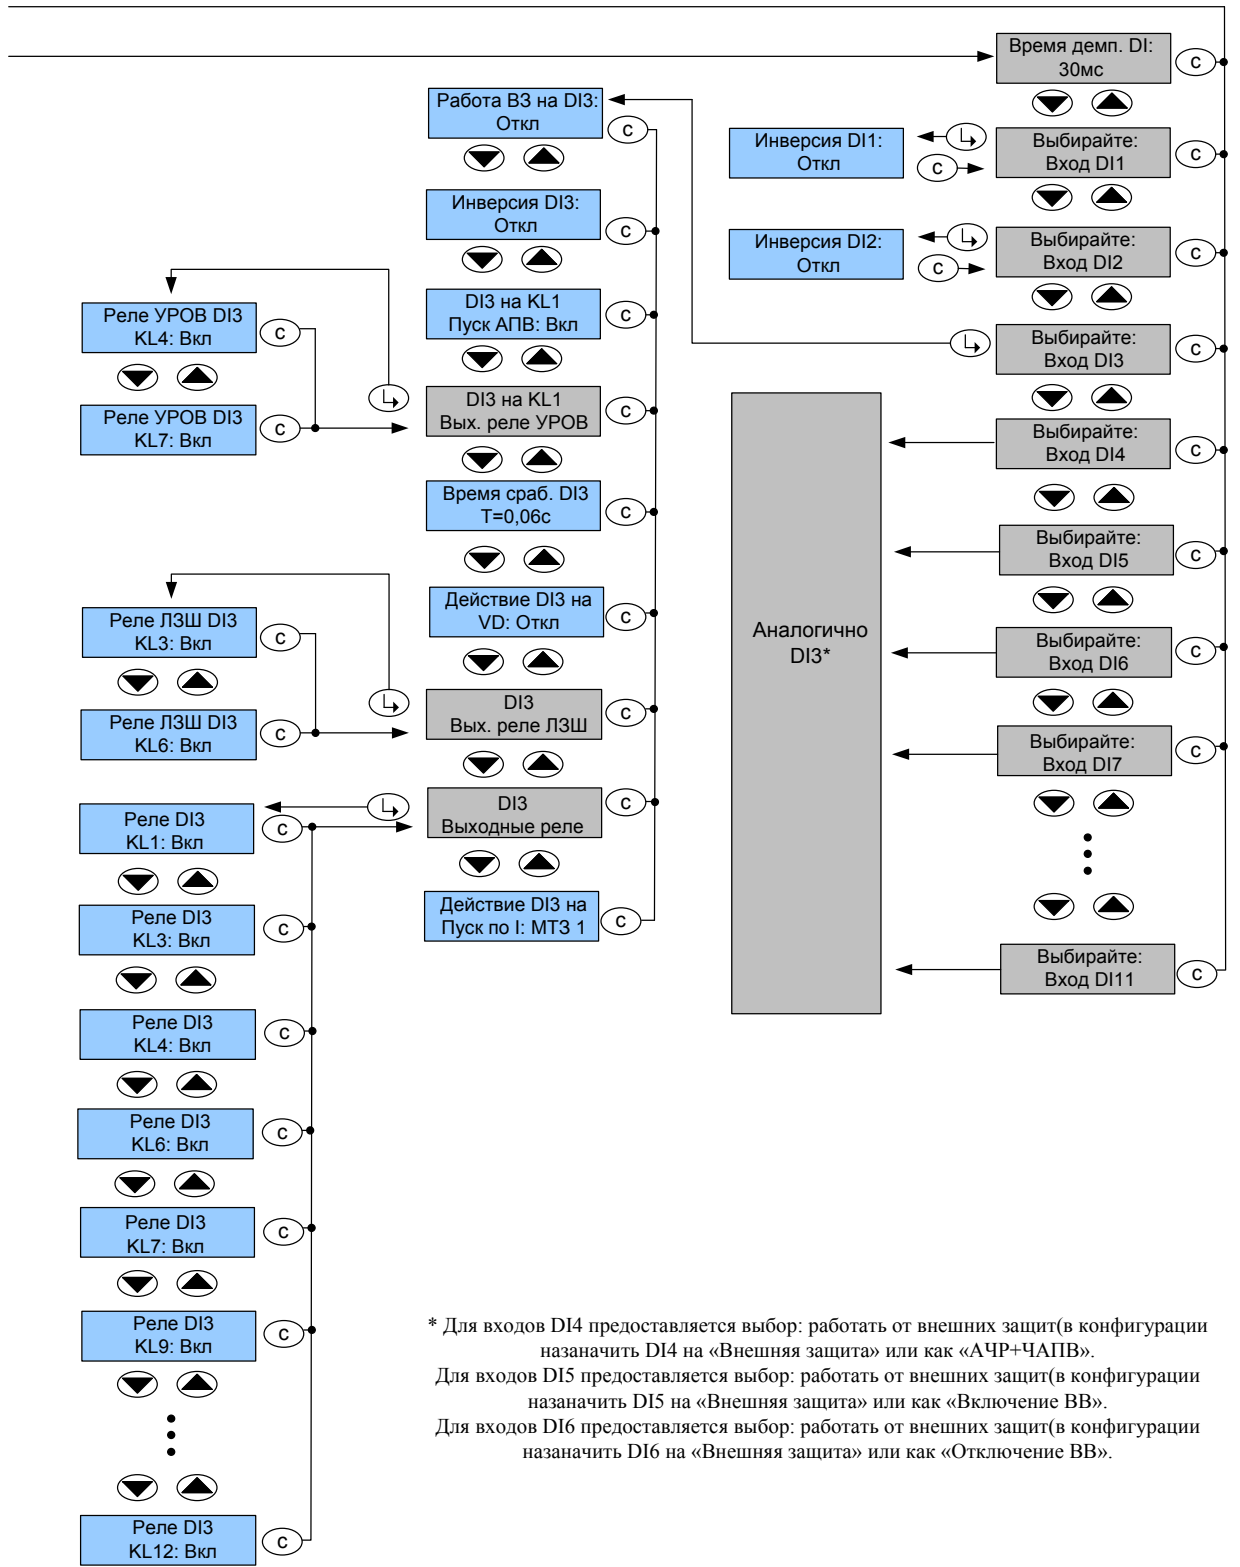 Время демп. DI:
30мс
C
Работа ВЗ на DI3:
Откл
C
Инверсия DI1:
Откл
C
Выбирайте:
Вход DI1
C
Инверсия DI3:
Откл
C
Инверсия DI2:
Откл
C
Выбирайте:
Вход DI2
C
Реле УРОВ DI3
KL4: Вкл
C
DI3 на KL1
Пуск АПВ: Вкл
C
Выбирайте:
Вход DI3
C
Реле УРОВ DI3
KL7: Вкл
C
DI3 на KL1
Вых. реле УРОВ
C
Выбирайте:
Вход DI4
C
Время сраб. DI3
T=0,06с
C
Выбирайте:
Вход DI5
C
Реле ЛЗШ DI3
KL3: Вкл
C
Действие DI3 на
VD: Откл
C
Аналогично
DI3*
Выбирайте:
Вход DI6
C
Реле ЛЗШ DI3
KL6: Вкл
C
DI3
Вых. реле ЛЗШ
C
Выбирайте:
Вход DI7
C
Реле DI3
KL1: Вкл
C
DI3
Выходные реле
C
Реле DI3
KL3: Вкл
C
Действие DI3 на
Пуск по I: МТЗ 1
C
Выбирайте:
Вход DI11
C
Реле DI3
KL4: Вкл
C
Реле DI3
KL6: Вкл
C
Реле DI3
KL7: Вкл
C
Реле DI3
KL9: Вкл
C
Реле DI3
KL12: Вкл
C
* Для входов DI4 предоставляется выбор: работать от внешних защит(в конфигурации
назаначить DI4 на «Внешняя защита» или как «АЧР+ЧАПВ».
Для входов DI5 предоставляется выбор: работать от внешних защит(в конфигурации
назаначить DI5 на «Внешняя защита» или как «Включение ВВ».
Для входов DI6 предоставляется выбор: работать от внешних защит(в конфигурации
назаначить DI6 на «Внешняя защита» или как «Отключение ВВ».